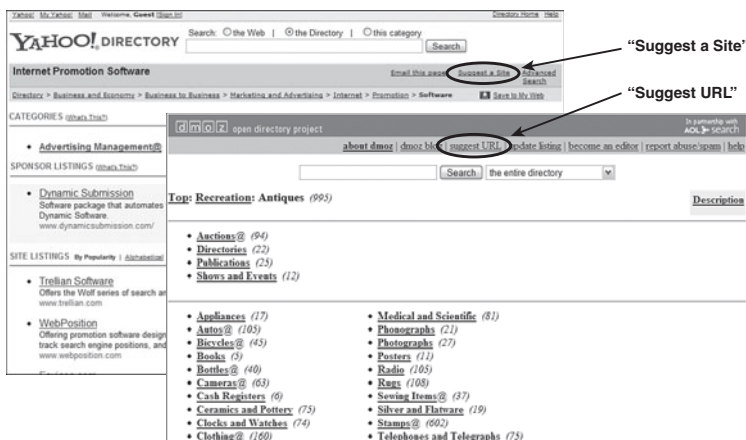 Yahoo! My Yahoo! Mail Welcome, Guest [Sign In] Directory Home Help
YAHOO! DIRECTORY
Search: the Web | the Directory | this category
Search
"Suggest a Site"
Internet Promotion Software
Email this page Suggest a Site Advanced Search
Directory > Business and Economy > Business to Business > Marketing and Advertising > Internet > Promotion > Software Save to My Web
"Suggest URL"
CATEGORIES (What's This?)
• Advertising Management@
SPONSOR LISTINGS (What's This?)
• Dynamic Submission
Software package that automates
Dynamic Software.
www.dynamicsubmission.com/
SITE LISTINGS By Popularity | Alphabetical
• Trellian Software
Offers the Wolf series of search
www.trellian.com
• WebPosition
Offering promotion software design
track search engine positions, and
www.webposition.com
dmoz open directory project
In partnership with
AOL search
about dmoz | dmoz blog | suggest URL | update listing | become an editor | report abuse/spam | help
Search the entire directory
Top: Recreation: Antiques (995)
Description
• Auctions@ (94)
• Directories (22)
• Publications (25)
• Shows and Events (12)
• Appliances (17)
• Autos@ (105)
• Bicycles@ (45)
• Books (5)
• Bottles@ (40)
• Cameras@ (63)
• Cash Registers (6)
• Ceramics and Pottery (75)
• Clocks and Watches (74)
• Clothing@ (160)
• Medical and Scientific (81)
• Phonographs (21)
• Photographs (27)
• Posters (11)
• Radio (105)
• Rugs (108)
• Sewing Items@ (37)
• Silver and Flatware (19)
• Stamps@ (602)
• Telephones and Telegraphs (75)